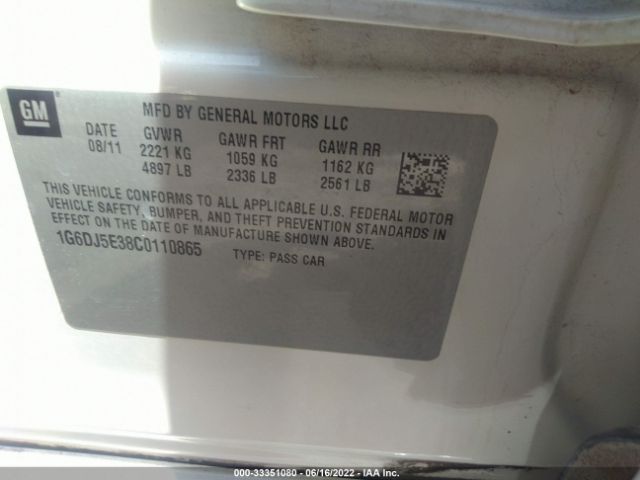 GM
MFD BY GENERAL MOTORS LLC
DATE GVWR GAWR FRT GAWR RR
08/11 2221 KG 1059 KG 1162 KG
4897 LB 2336 LB 2561 LB
THIS VEHICLE CONFORMS TO ALL APPLICABLE U.S. FEDERAL MOTOR
VEHICLE SAFETY, BUMPER, AND THEFT PREVENTION STANDARDS
IN EFFECT ON THE DATE OF MANUFACTURE SHOWN ABOVE.
1G6DJ5E38C0110865 TYPE: PASS CAR
000-33351080 - 06/16/2022 - IAA Inc.